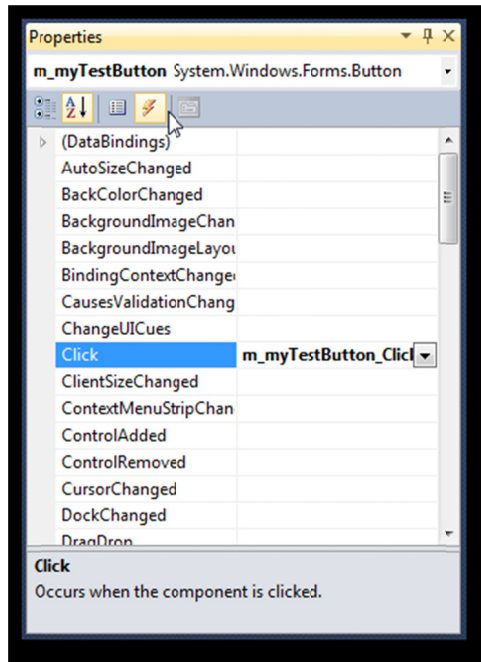 Properties
m_myTestButton System.Windows.Forms.Button
(DataBindings)
AutoSizeChanged
BackColorChanged
BackgroundImageChan
BackgroundImageLayou
BindingContextChange
CausesValidationChang
ChangeUICues
Click m_myTestButton_Clicl
ClientSizeChanged
ContextMenuStripChan
ControlAdded
ControlRemoved
CursorChanged
DockChanged
DragDrop
Click
Occurs when the component is clicked.